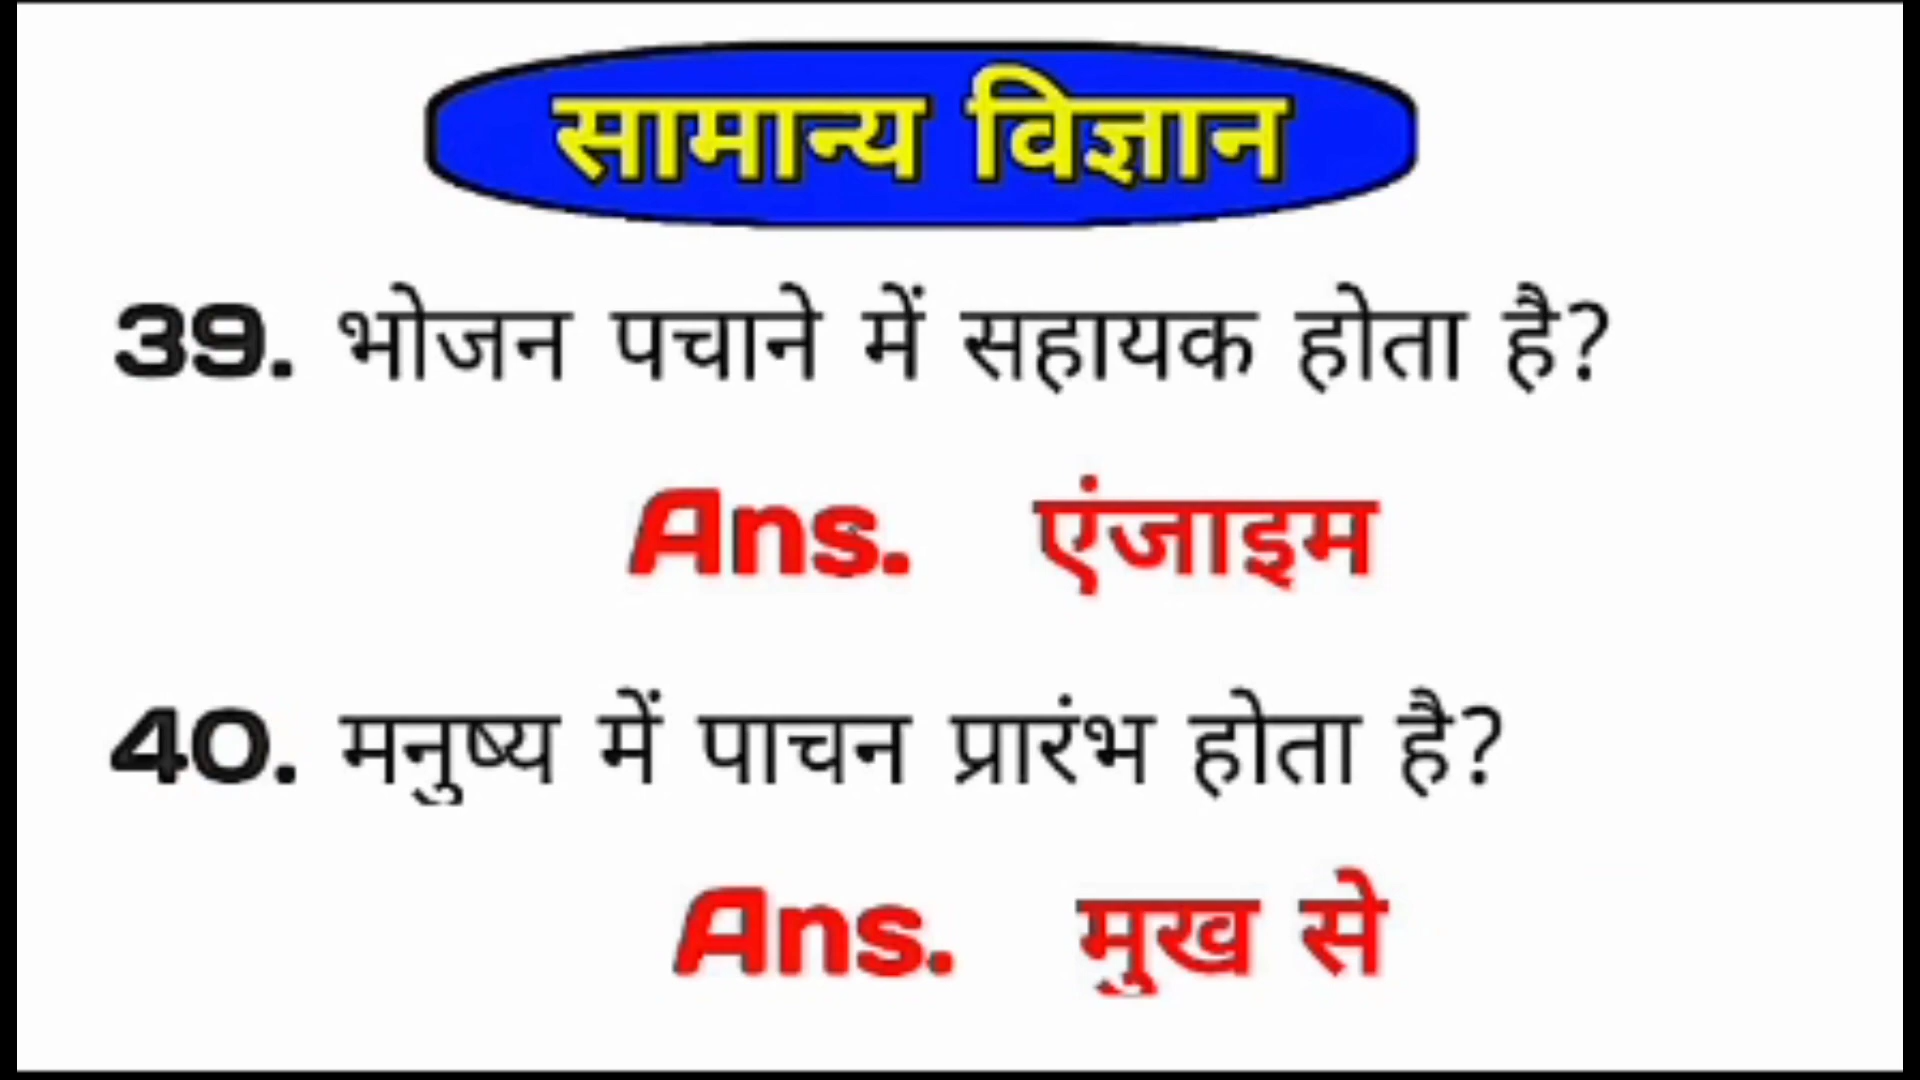 सामान्य विज्ञान
39. भोजन पचाने में सहायक होता है?
Ans. एंजाइम
40. मनुष्य में पाचन प्रारंभ होता है?
Ans. मुख से